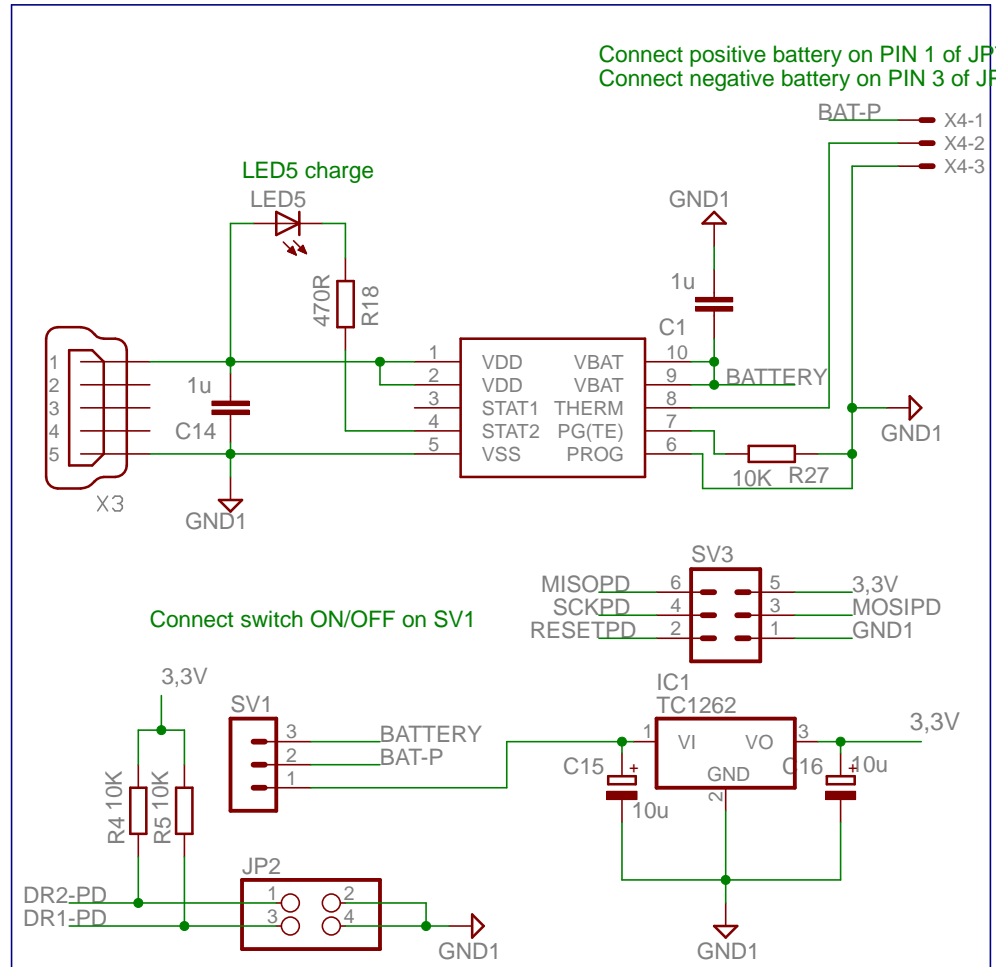 Connect positive battery on PIN 1 of JP
Connect negative battery on PIN 3 of JP
BAT-P
X4-1
X4-2
X4-3
LED5 charge
LED5
GND1
470R
R18
1u
C1
1
2
3
4
5
X3
1u
C14
GND1
1 VDD VBAT 10
2 VDD VBAT 9 BATTERY
3 STAT1 THERM 8
4 STAT2 PG(TE) 7
5 VSS PROG 6
GND1
10K R27
SV3
MISOPD 6 5 3,3V
SCKPD 4 3 MOSIPD
RESETPD 2 1 GND1
Connect switch ON/OFF on SV1
3,3V
SV1
3 BATTERY
2 BAT-P
1
IC1
TC1262
1 VI VO 3
GND
2
3,3V
C15 +
10u
C16 +
10u
R4 10K
R5 10K
JP2
DR2-PD 1 2
DR1-PD 3 4
GND1
GND1